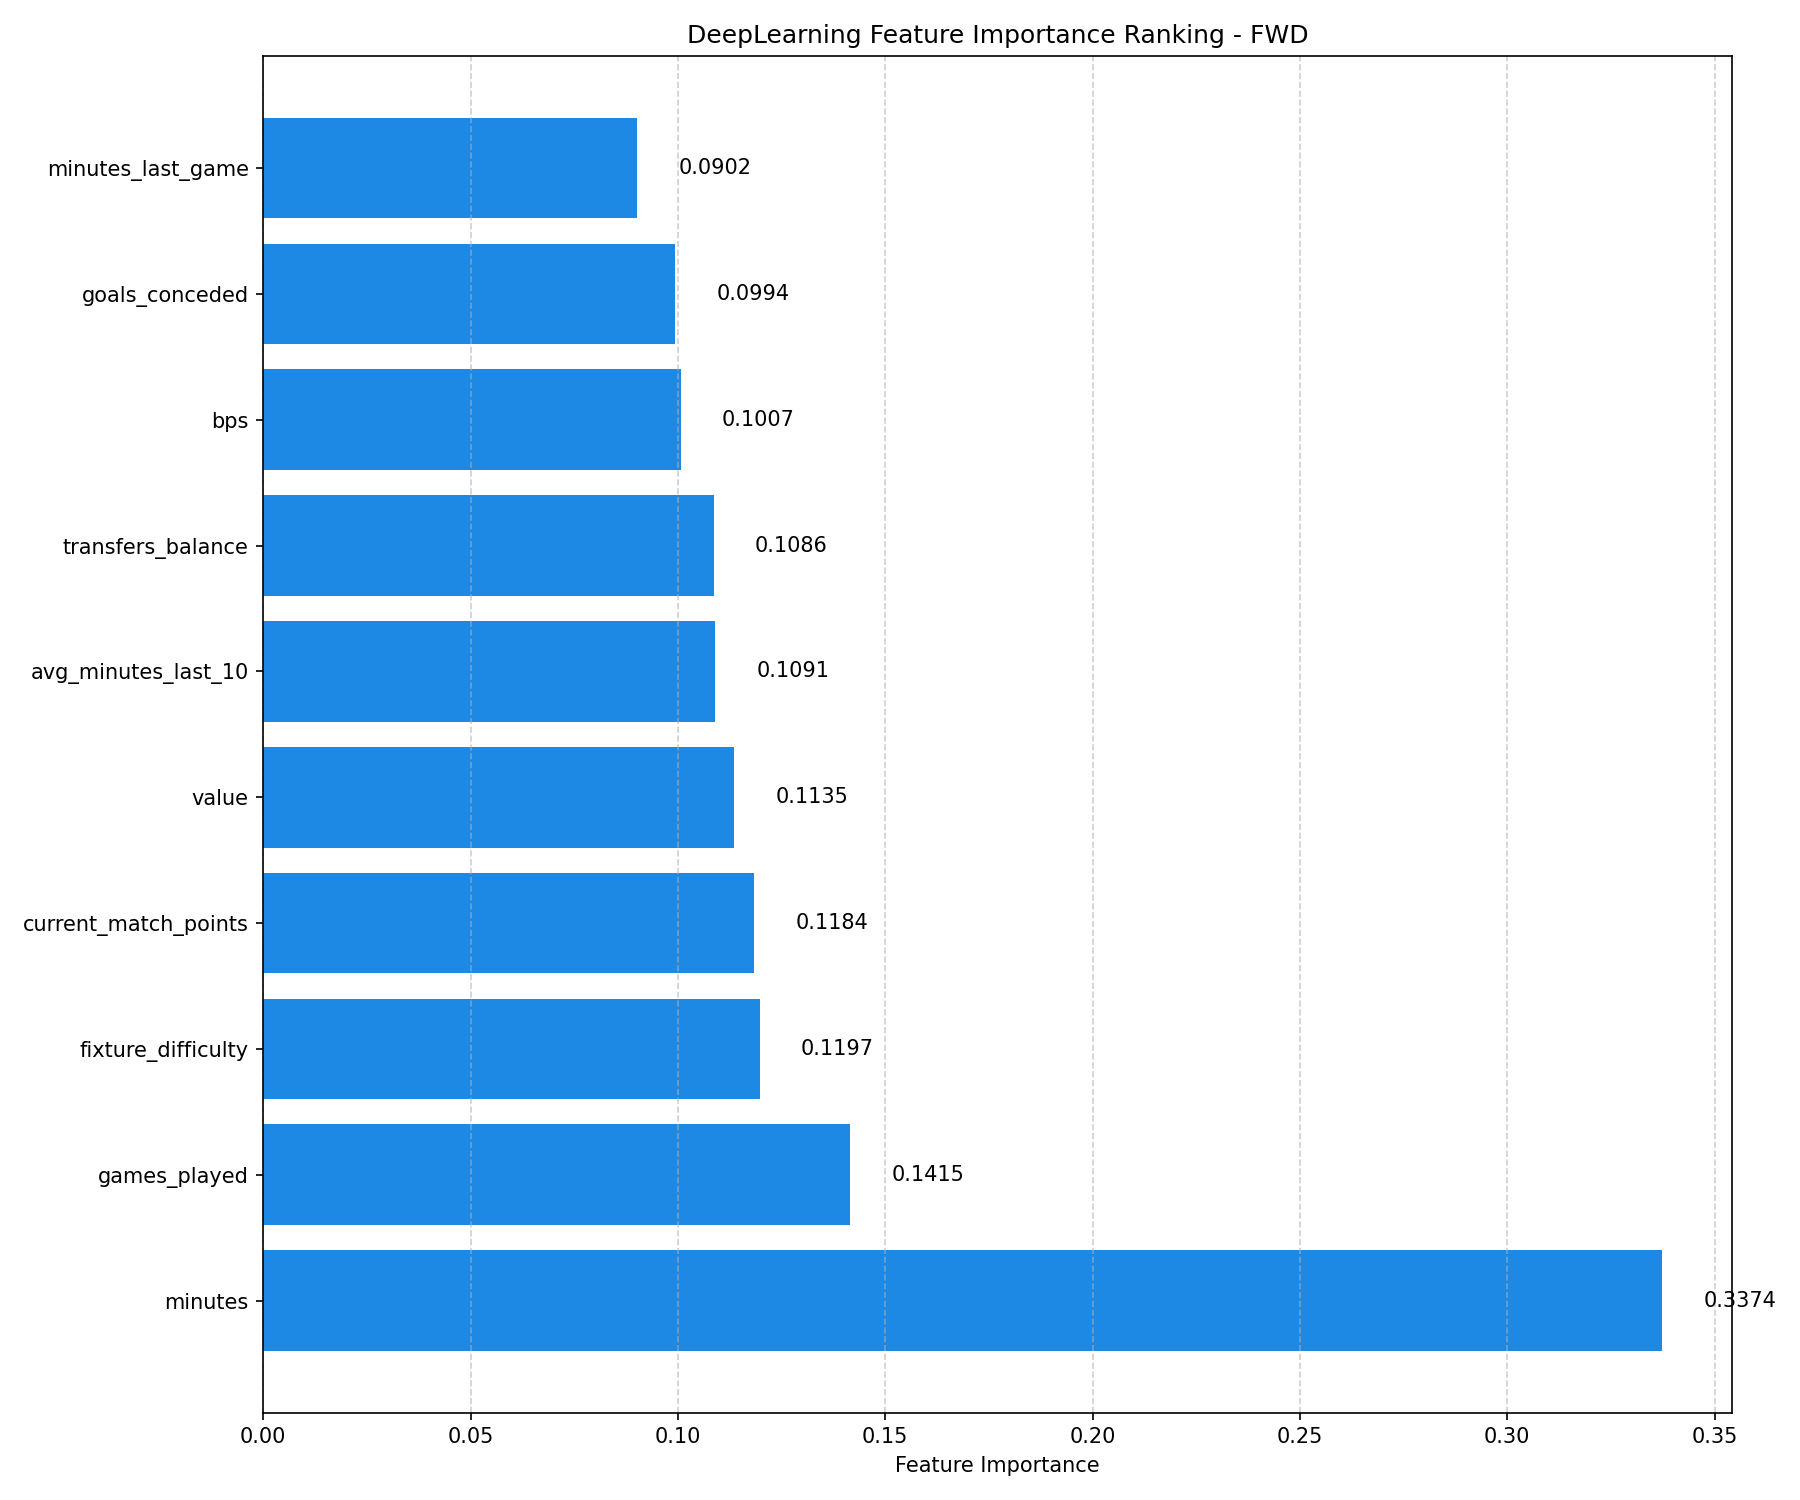 DeepLearning Feature Importance Ranking - FWD
minutes_last_game 0.0902
goals_conceded 0.0994
bps 0.1007
transfers_balance 0.1086
avg_minutes_last_10 0.1091
value 0.1135
current_match_points 0.1184
fixture_difficulty 0.1197
games_played 0.1415
minutes 0.3374
0.00 0.05 0.10 0.15 0.20 0.25 0.30 0.35
Feature Importance